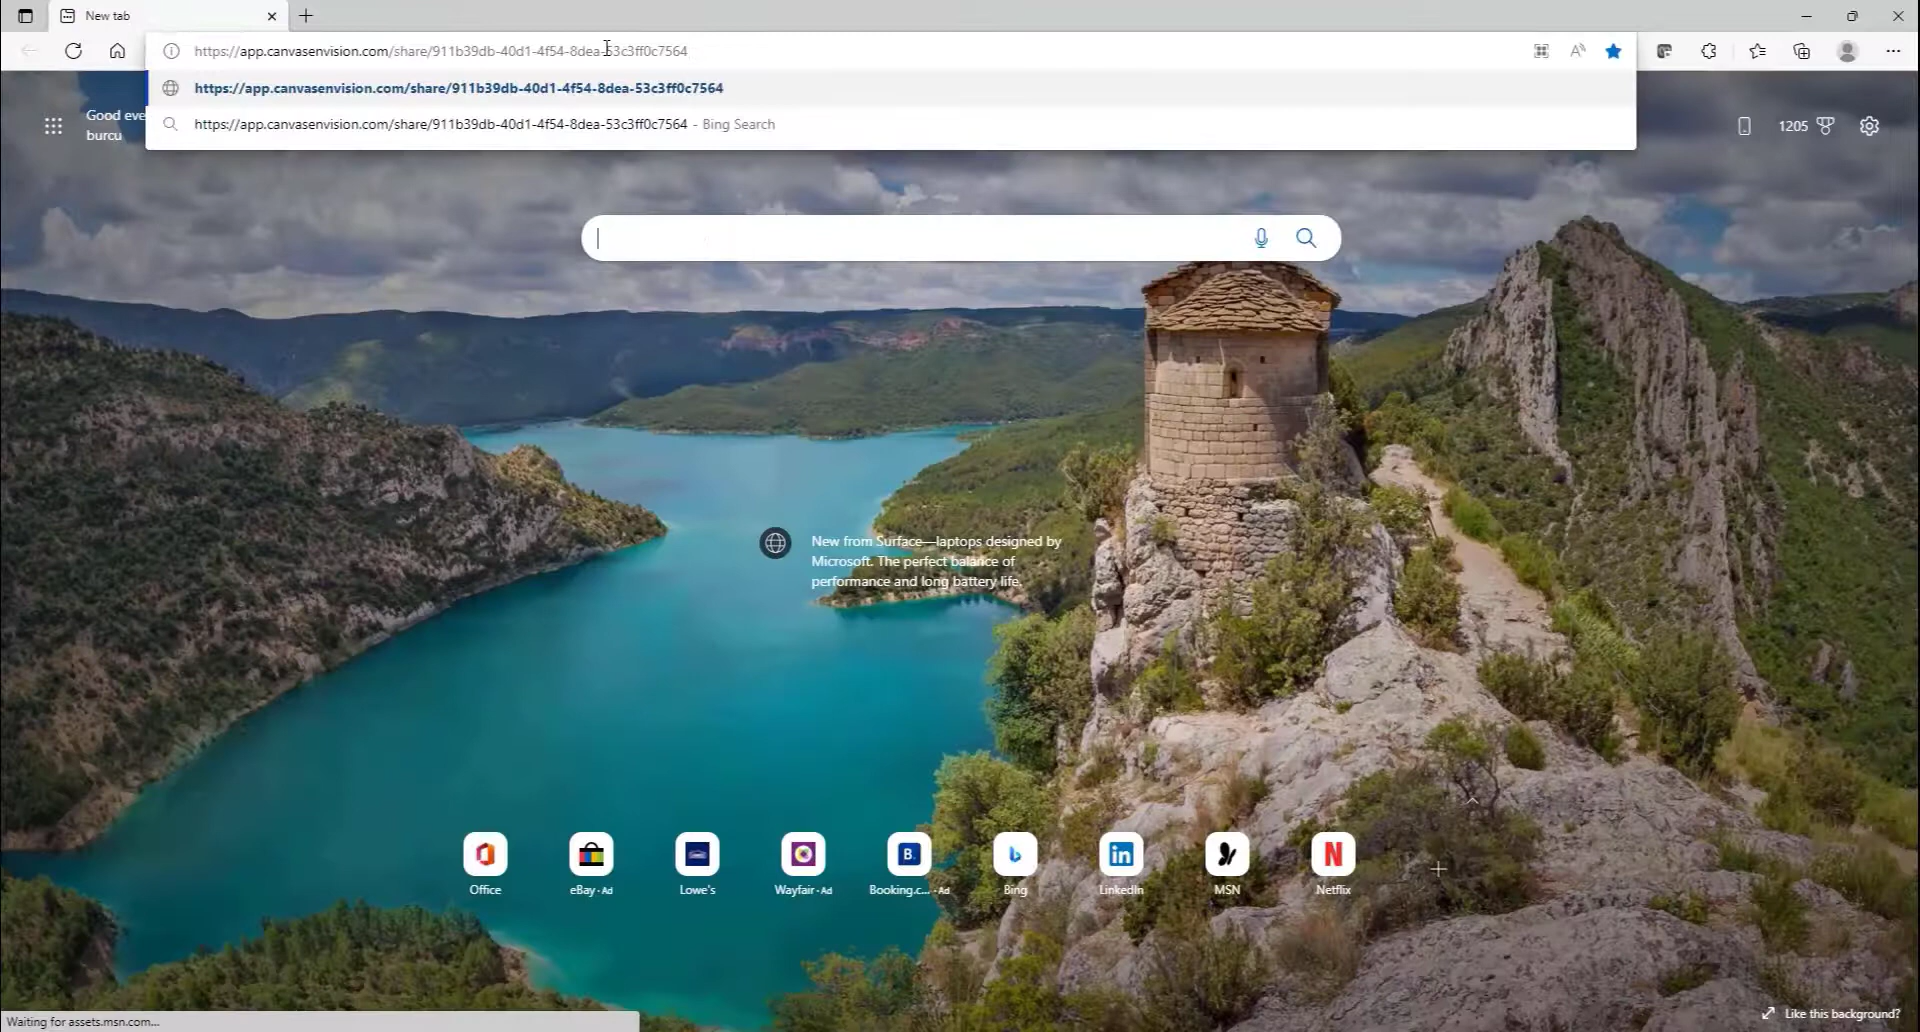 New tab
https://app.canvasenvision.com/share/911b39db-40d1-4f54-8dea-53c3ff0c7564
https://app.canvasenvision.com/share/911b39db-40d1-4f54-8dea-53c3ff0c7564
https://app.canvasenvision.com/share/911b39db-40d1-4f54-8dea-53c3ff0c7564 - Bing Search
Good eve
burcu
1205
New from Surface—laptops designed by
Microsoft. The perfect balance of
performance and long battery life.
Office
eBay · Ad
Lowe's
Wayfair · Ad
Booking.c... · Ad
Bing
LinkedIn
MSN
Netflix
Waiting for assets.msn.com...
Like this background?